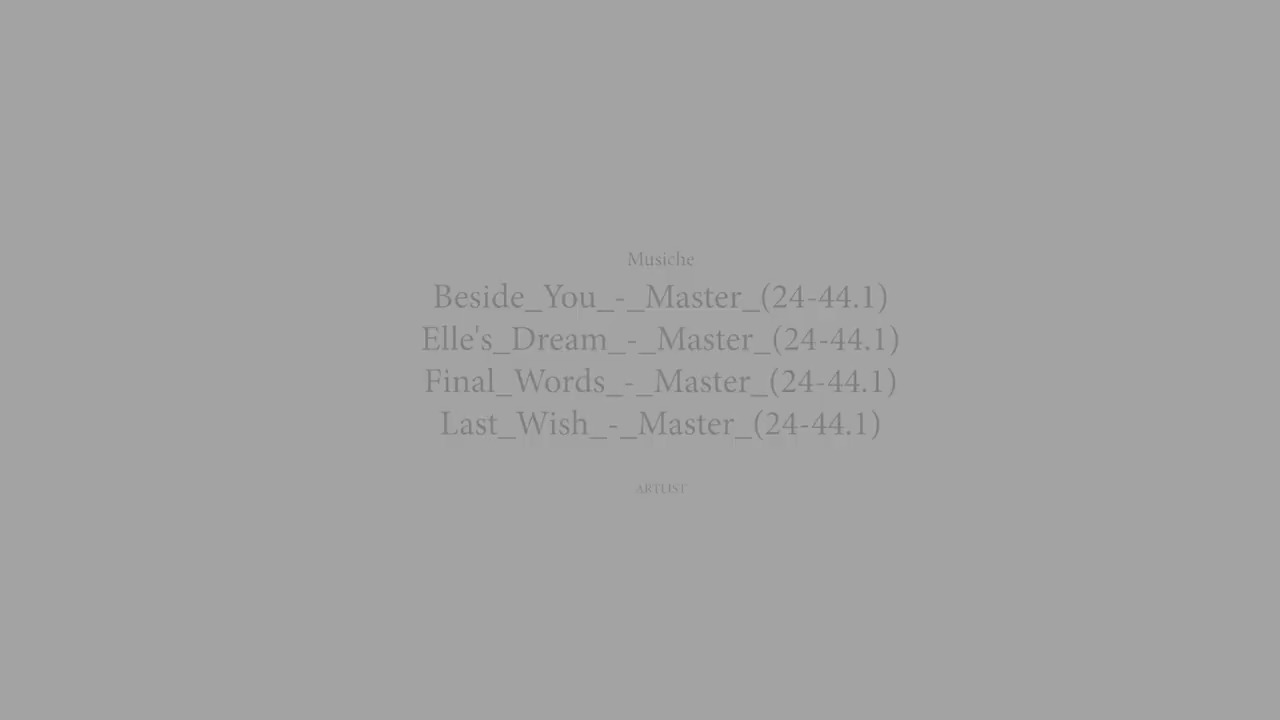 Musiche
Beside_You_-_Master_(24-44.1)
Elle's_Dream_-_Master_(24-44.1)
Final_Words_-_Master_(24-44.1)
Last_Wish_-_Master_(24-44.1)
ARTLIST